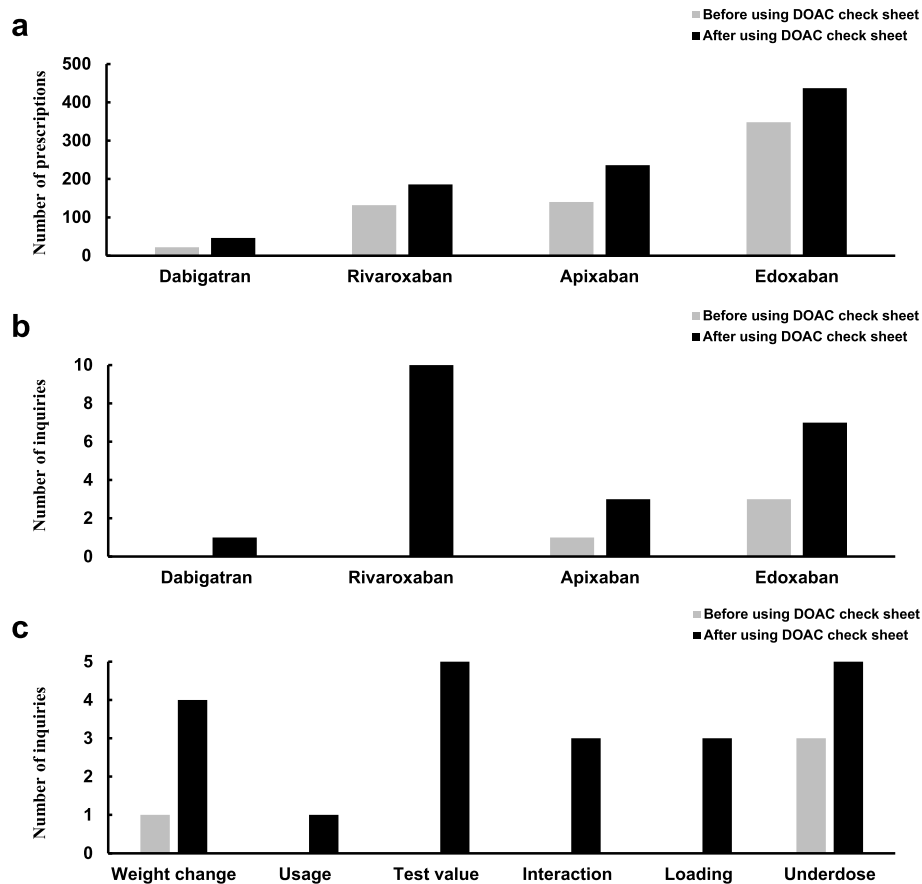 a
Before using DOAC check sheet
After using DOAC check sheet
Number of prescriptions
500
400
300
200
100
0
Dabigatran Rivaroxaban Apixaban Edoxaban
b
Before using DOAC check sheet
After using DOAC check sheet
Number of inquiries
10
8
6
4
2
0
Dabigatran Rivaroxaban Apixaban Edoxaban
c
Before using DOAC check sheet
After using DOAC check sheet
Number of inquiries
5
4
3
2
1
0
Weight change Usage Test value Interaction Loading Underdose